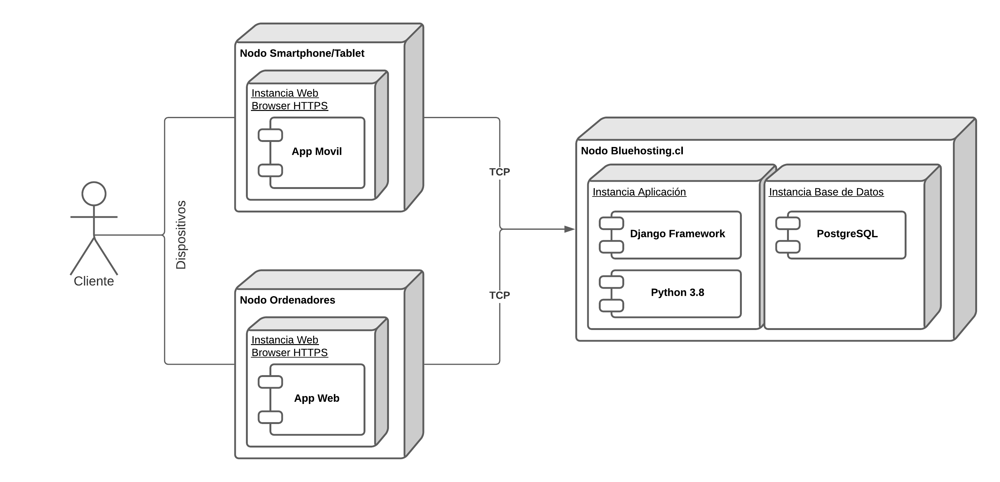 Cliente
Dispositivos
Nodo Smartphone/Tablet
Instancia Web
Browser HTTPS
App Movil
Nodo Ordenadores
Instancia Web
Browser HTTPS
App Web
TCP
TCP
Nodo Bluehosting.cl
Instancia Aplicación
Django Framework
Python 3.8
Instancia Base de Datos
PostgreSQL